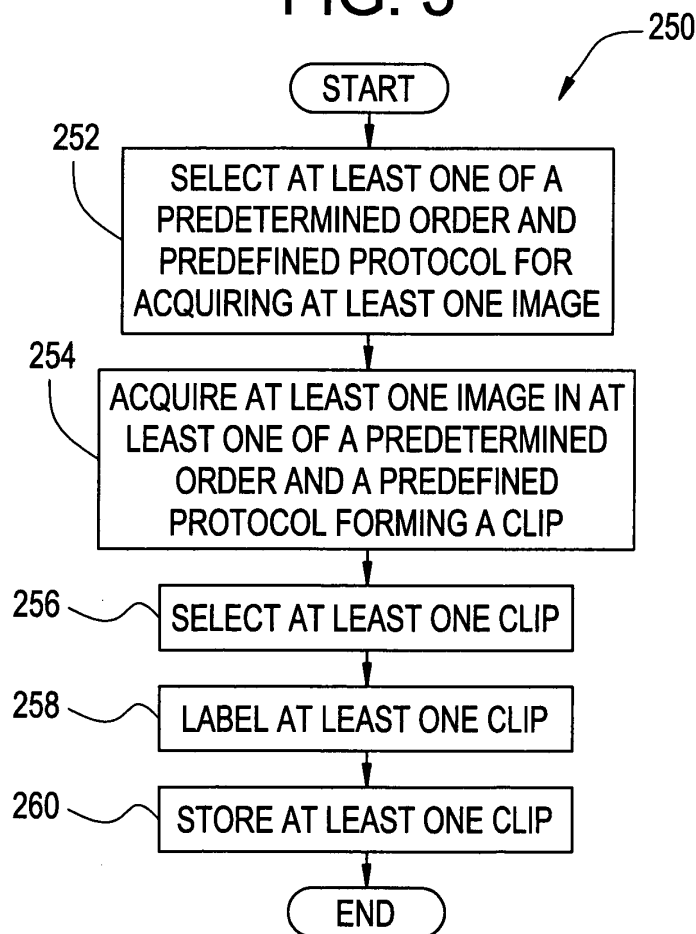 FIG. 3
250
START
252
SELECT AT LEAST ONE OF A
PREDETERMINED ORDER AND
PREDEFINED PROTOCOL FOR
ACQUIRING AT LEAST ONE IMAGE
254
ACQUIRE AT LEAST ONE IMAGE IN AT
LEAST ONE OF A PREDETERMINED
ORDER AND A PREDEFINED
PROTOCOL FORMING A CLIP
256
SELECT AT LEAST ONE CLIP
258
LABEL AT LEAST ONE CLIP
260
STORE AT LEAST ONE CLIP
END